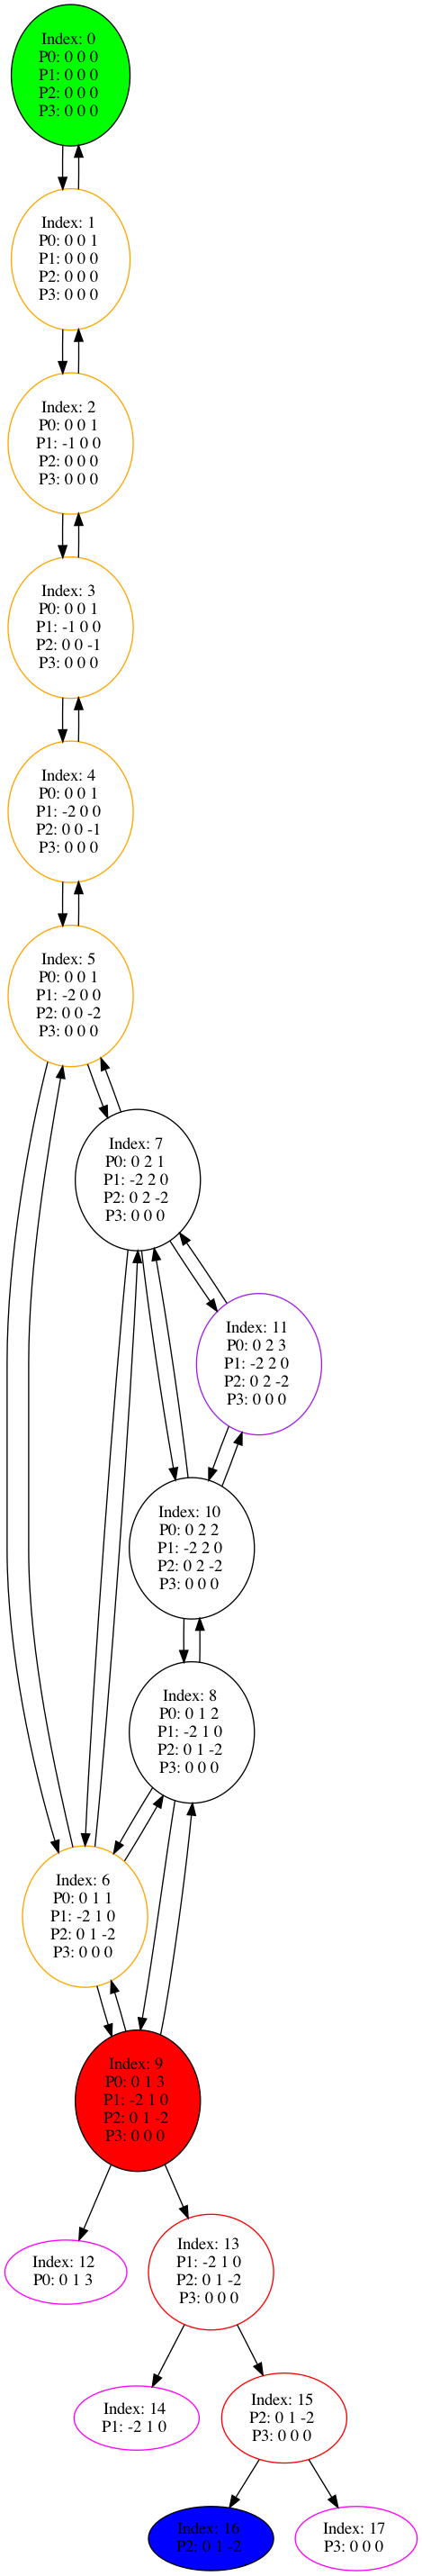 Index: 0
P0: 0 0 0
P1: 0 0 0
P2: 0 0 0
P3: 0 0 0
Index: 1
P0: 0 0 1
P1: 0 0 0
P2: 0 0 0
P3: 0 0 0
Index: 2
P0: 0 0 1
P1: -1 0 0
P2: 0 0 0
P3: 0 0 0
Index: 3
P0: 0 0 1
P1: -1 0 0
P2: 0 0 -1
P3: 0 0 0
Index: 4
P0: 0 0 1
P1: -2 0 0
P2: 0 0 -1
P3: 0 0 0
Index: 5
P0: 0 0 1
P1: -2 0 0
P2: 0 0 -2
P3: 0 0 0
Index: 7
P0: 0 2 1
P1: -2 2 0
P2: 0 2 -2
P3: 0 0 0
Index: 11
P0: 0 2 3
P1: -2 2 0
P2: 0 2 -2
P3: 0 0 0
Index: 10
P0: 0 2 2
P1: -2 2 0
P2: 0 2 -2
P3: 0 0 0
Index: 8
P0: 0 1 2
P1: -2 1 0
P2: 0 1 -2
P3: 0 0 0
Index: 6
P0: 0 1 1
P1: -2 1 0
P2: 0 1 -2
P3: 0 0 0
Index: 9
P0: 0 1 3
P1: -2 1 0
P2: 0 1 -2
P3: 0 0 0
Index: 12
P0: 0 1 3
Index: 13
P1: -2 1 0
P2: 0 1 -2
P3: 0 0 0
Index: 14
P1: -2 1 0
Index: 15
P2: 0 1 -2
P3: 0 0 0
Index: 16
P2: 0 1 -2
Index: 17
P3: 0 0 0